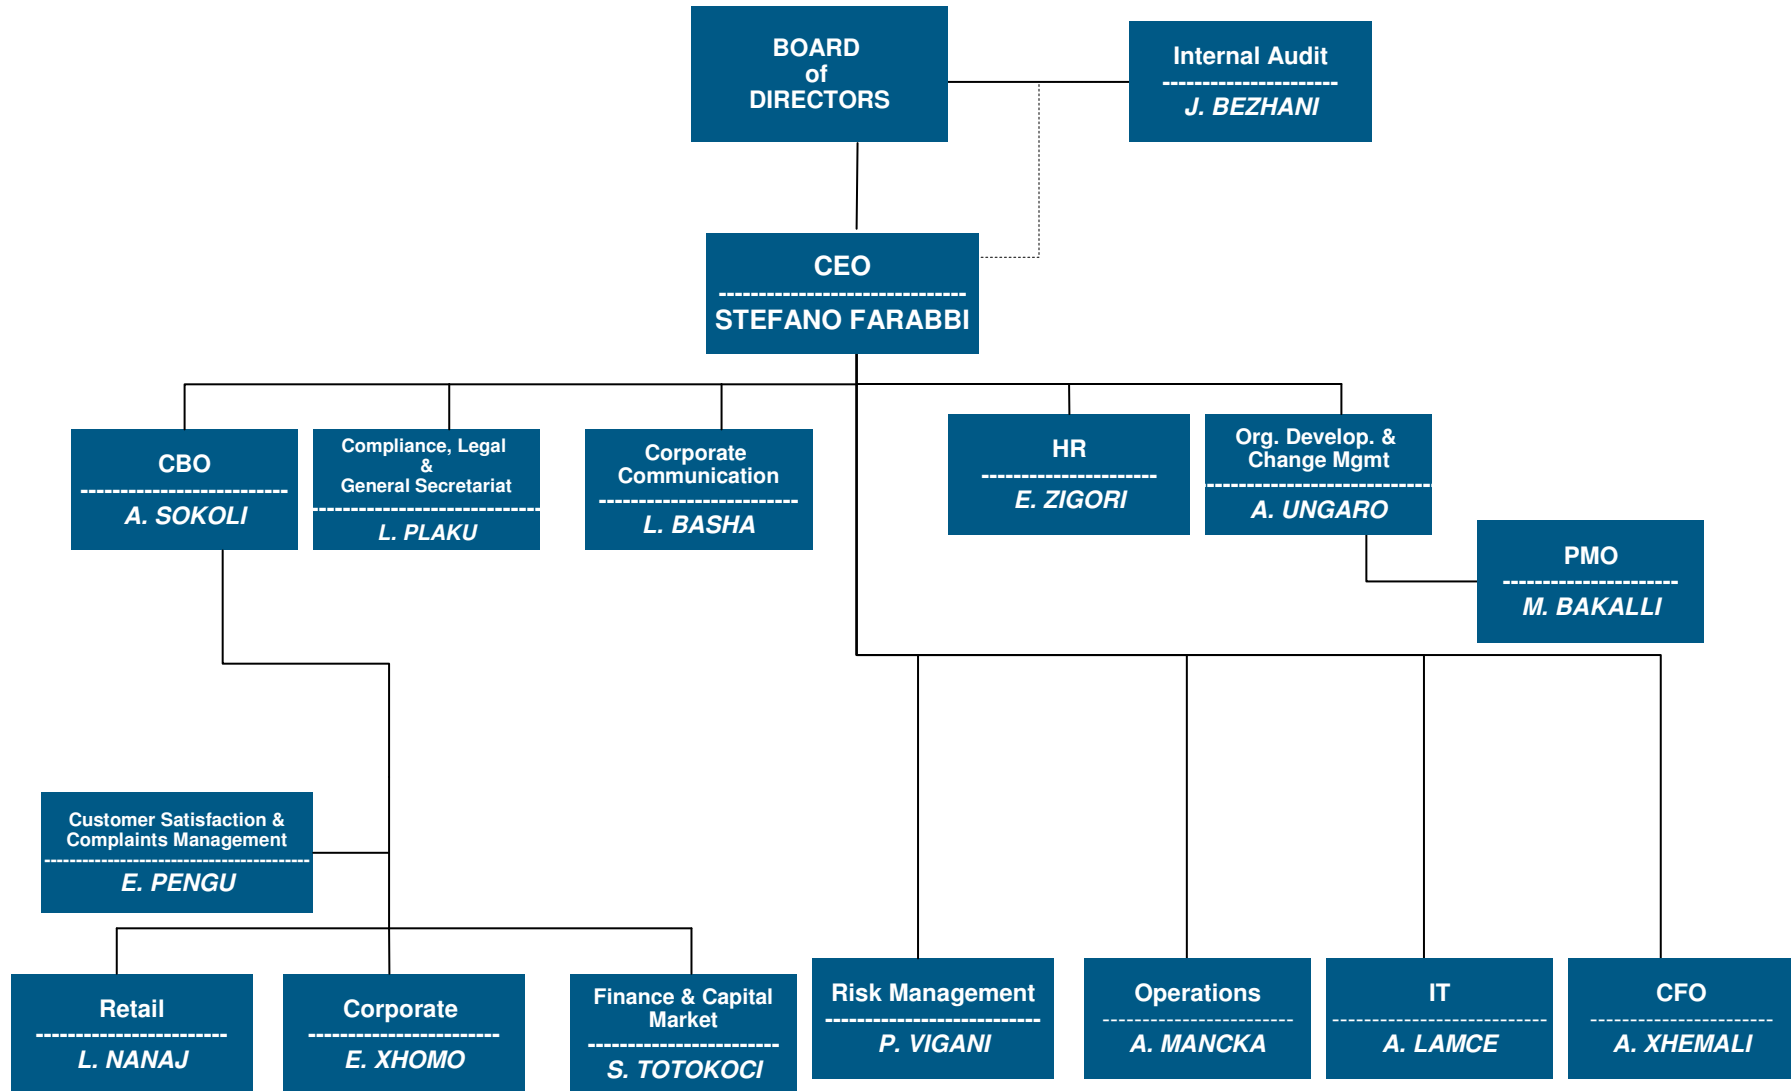 BOARD
of
DIRECTORS
Internal Audit
----------------------
J. BEZHANI
CEO
-------------------------------
STEFANO FARABBI
CBO
--------------------------
A. SOKOLI
Compliance, Legal
&
General Secretariat
-----------------------------
L. PLAKU
Corporate
Communication
-------------------------
L. BASHA
HR
----------------------
E. ZIGORI
Org. Develop. &
Change Mgmt
-----------------------------
A. UNGARO
PMO
----------------------
M. BAKALLI
Customer Satisfaction &
Complaints Management
------------------------------------------
E. PENGU
Retail
------------------------
L. NANAJ
Corporate
------------------------
E. XHOMO
Finance & Capital
Market
------------------------
S. TOTOKOCI
Risk Management
---------------------------
P. VIGANI
Operations
------------------------
A. MANCKA
IT
---------------------------
A. LAMCE
CFO
------------------------
A. XHEMALI